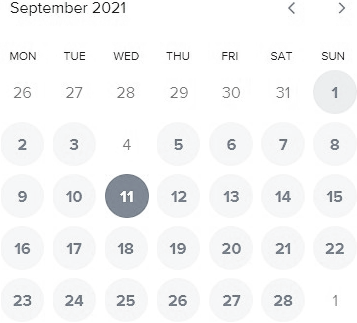 September 2021
MON TUE WED THU FRI SAT SUN
26 27 28 29 30 31 1
2 3 4 5 6 7 8
9 10 11 12 13 14 15
16 17 18 19 20 21 22
23 24 25 26 27 28 1